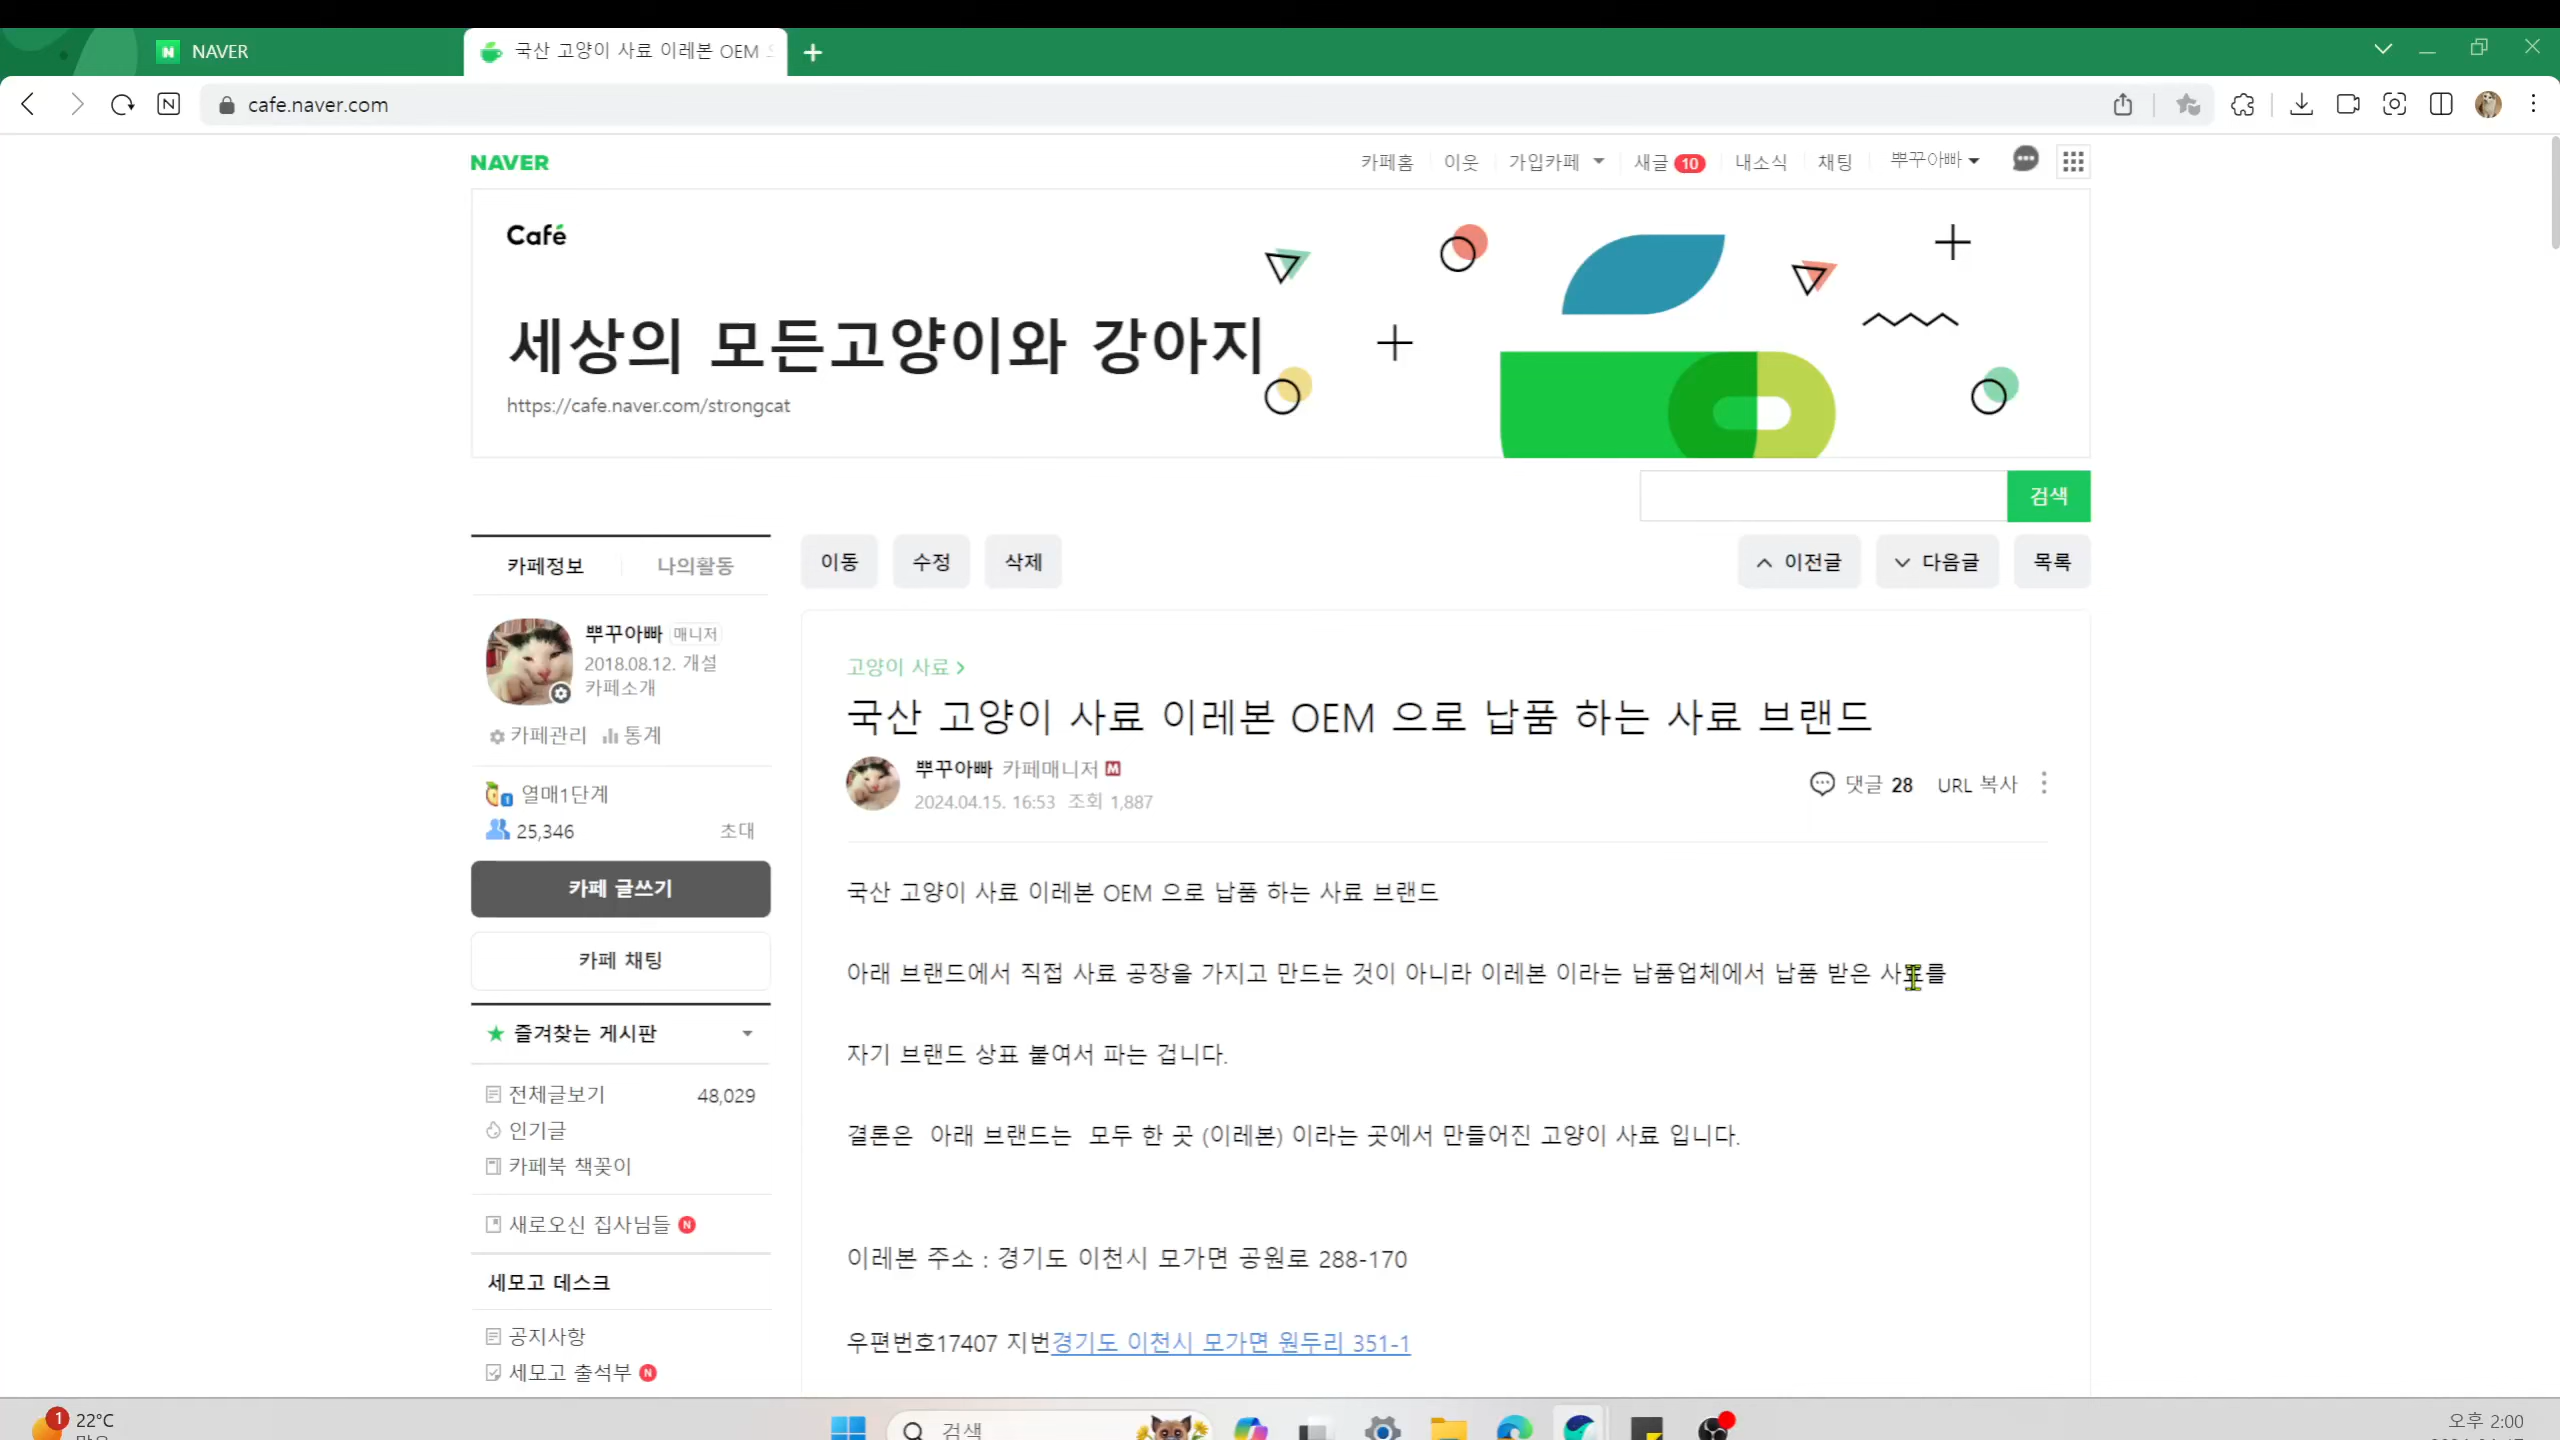 NAVER
국산 고양이 사료 이레본 OEM
cafe.naver.com
NAVER
카페홈 이웃 가입카페 새글 10 내소식 채팅 뿌꾸아빠
Café
세상의 모든고양이와 강아지
https://cafe.naver.com/strongcat
검색
카페정보 나의활동
이동 수정 삭제 이전글 다음글 목록
뿌꾸아빠 매니저
2018.08.12. 개설
카페소개
카페관리 통계
열매1단계
25,346 초대
카페 글쓰기
카페 채팅
즐겨찾는 게시판
전체글보기 48,029
인기글
카페북 책꽂이
새로오신 집사님들 N
세모고 데스크
공지사항
세모고 출석부 N
고양이 사료 >
국산 고양이 사료 이레본 OEM 으로 납품 하는 사료 브랜드
뿌꾸아빠 카페매니저 M
2024.04.15. 16:53 조회 1,887
댓글 28 URL 복사
국산 고양이 사료 이레본 OEM 으로 납품 하는 사료 브랜드
아래 브랜드에서 직접 사료 공장을 가지고 만드는 것이 아니라 이레본 이라는 납품업체에서 납품 받은 사료를
자기 브랜드 상표 붙여서 파는 겁니다.
결론은 아래 브랜드는 모두 한 곳 (이레본) 이라는 곳에서 만들어진 고양이 사료 입니다.
이레본 주소 : 경기도 이천시 모가면 공원로 288-170
우편번호17407 지번경기도 이천시 모가면 원두리 351-1
1 22°C
검색
오후 2:00